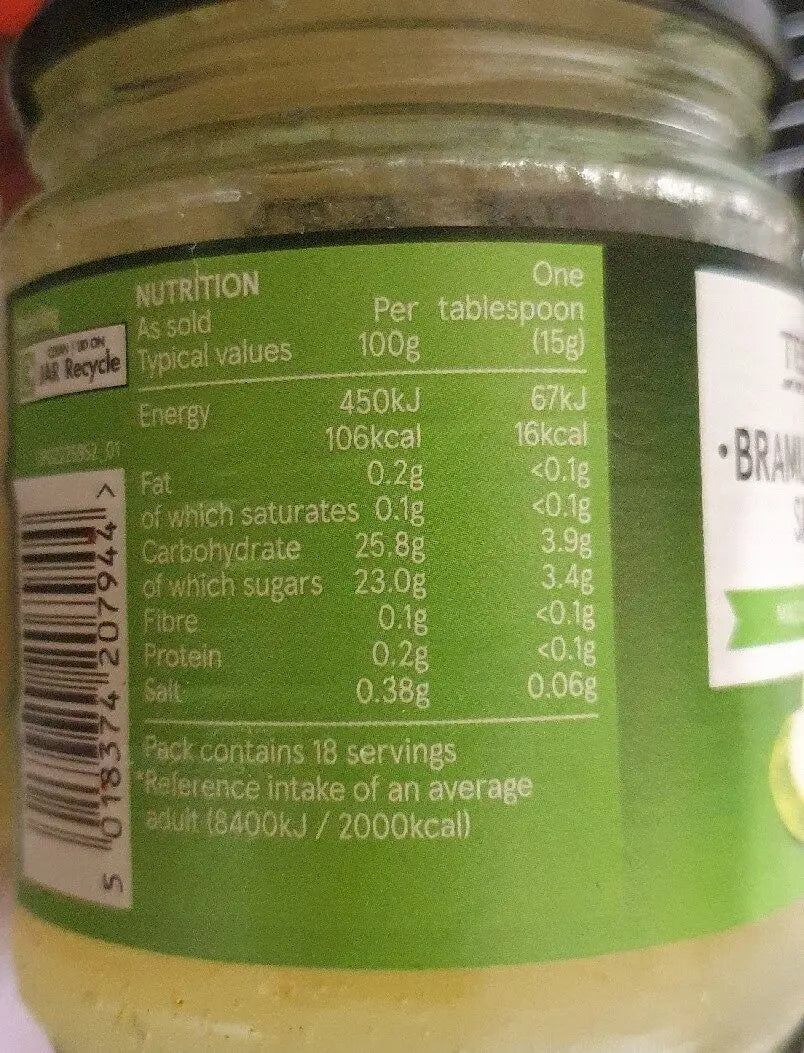 NUTRITION
As sold
Typical values
Per
100g
One
tablespoon
(15g)
Energy 450kJ 67kJ
106kcal 16kcal
Fat 0.2g <0.1g
of which saturates 0.1g <0.1g
Carbohydrate 25.8g 3.9g
of which sugars 23.0g 3.4g
Fibre 0.1g <0.1g
Protein 0.2g <0.1g
Salt 0.38g 0.06g
Pack contains 18 servings
*Reference intake of an average
adult (8400kJ / 2000kcal)
JAR Recycle
5 018374 207944 >